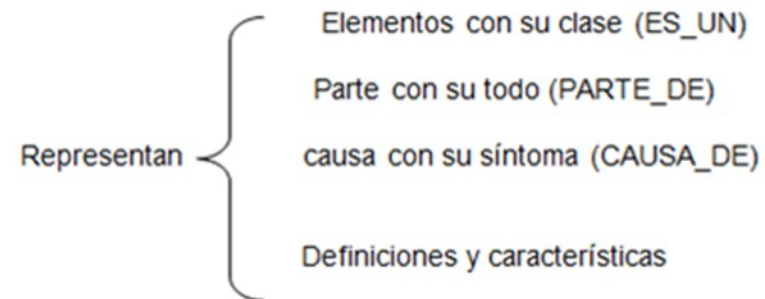 Elementos con su clase (ES_UN)
Parte con su todo (PARTE_DE)
Representan
causa con su síntoma (CAUSA_DE)
Definiciones y características